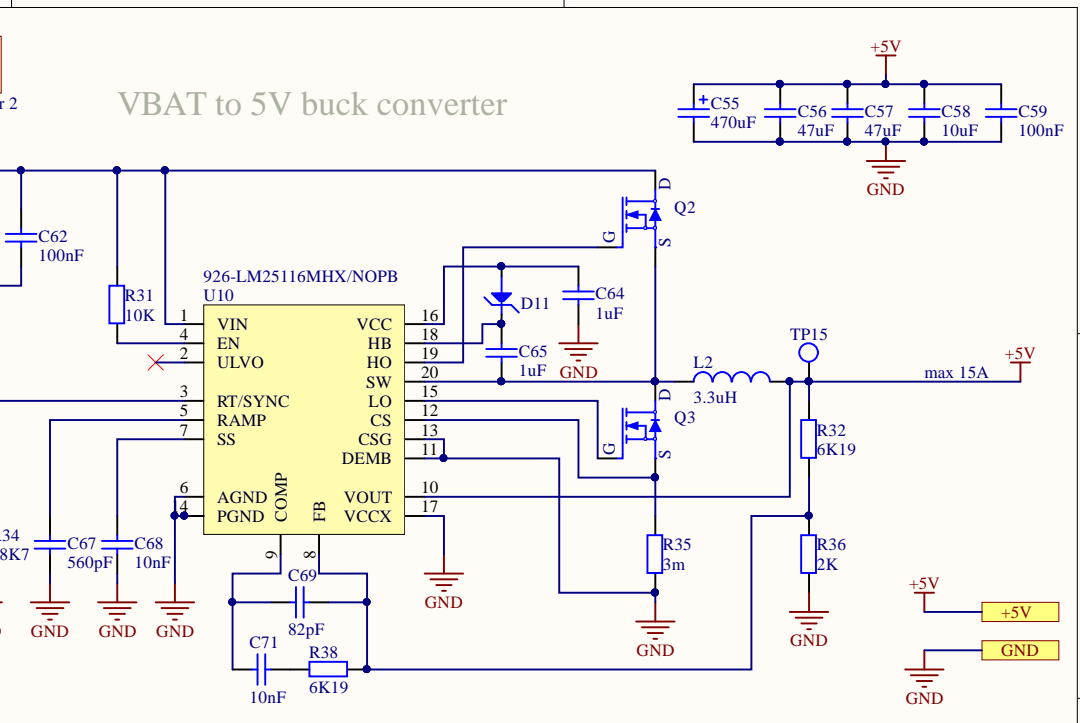 r 2
VBAT to 5V buck converter
+5V
C55
470uF
C56
47uF
C57
47uF
C58
10uF
C59
100nF
GND
C62
100nF
R31
10K
926-LM25116MHX/NOPB
U10
1 VIN
4 EN
2 ULVO
3 RT/SYNC
5 RAMP
7 SS
6 AGND
14 PGND
VCC 16
HB 18
HO 19
SW 20
LO 15
CS 12
CSG 13
DEMB 11
VOUT 10
VCCX 17
COMP
FB
9
8
D
G
S
Q2
D11
C64
1uF
C65
1uF
GND
L2
3.3uH
TP15
max 15A
+5V
D
G
S
Q3
R32
6K19
R36
2K
GND
R35
3m
GND
34
8K7
C67
560pF
C68
10nF
GND
GND
GND
GND
C69
82pF
C71
10nF
R38
6K19
+5V
+5V
GND
GND